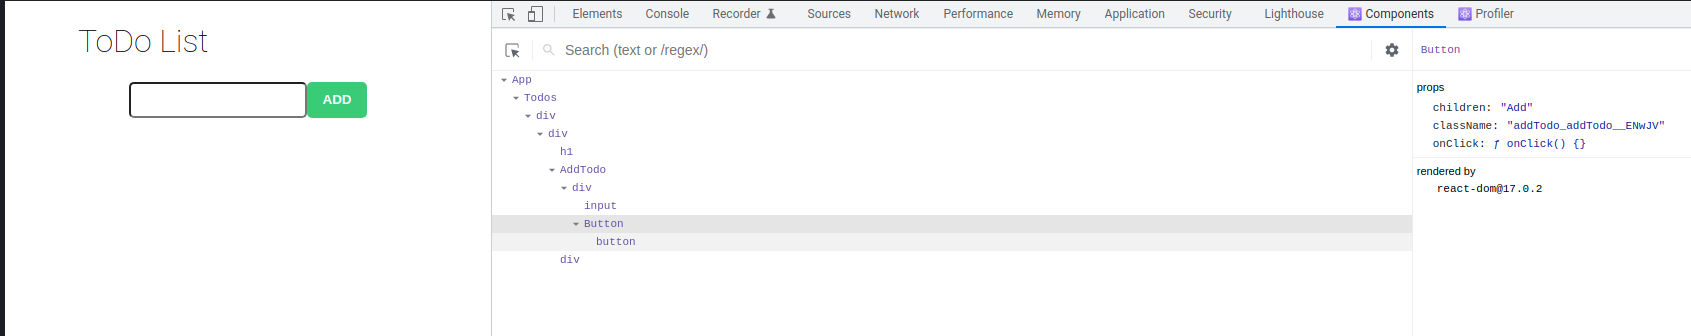 ToDo List
ADD
Elements Console Recorder Sources Network Performance Memory Application Security Lighthouse Components Profiler
Search (text or /regex/)
App
Todos
div
div
h1
AddTodo
div
input
Button
button
div
Button
props
children: "Add"
className: "addTodo_addTodo__ENwJV"
onClick: ƒ onClick() {}
rendered by
react-dom@17.0.2